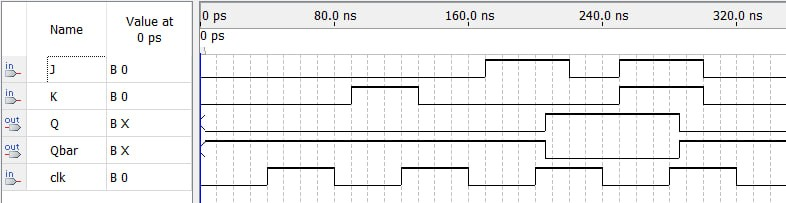 Name Value at 0 ps
0 ps 80.0 ns 160.0 ns 240.0 ns 320.0 ns
0 ps
in J B 0
in K B 0
out Q B X
out Qbar B X
in clk B 0